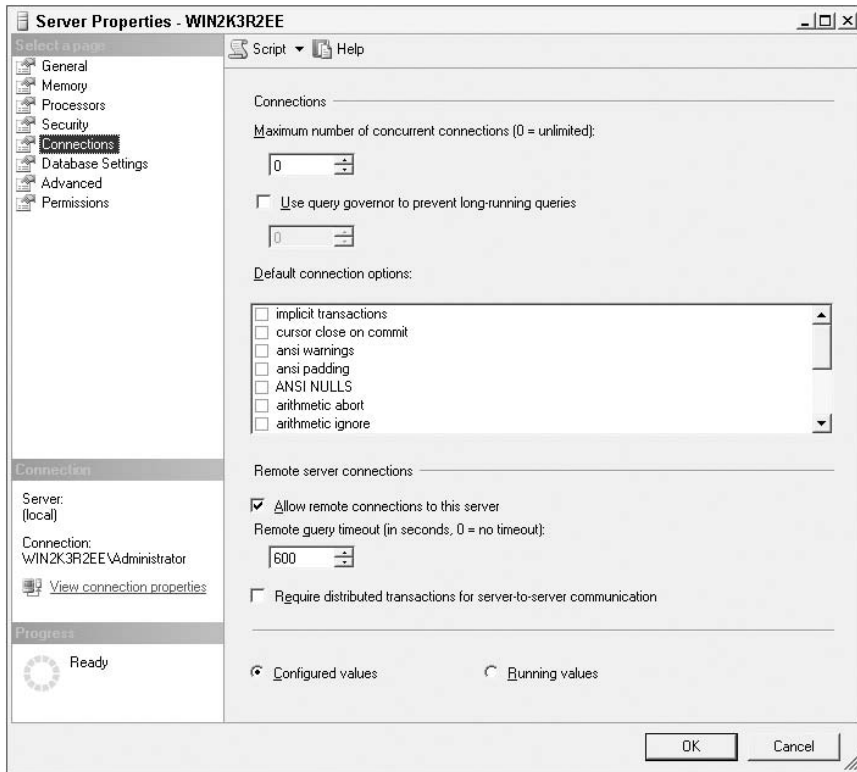 Server Properties - WIN2K3R2EE
Select a page
General
Memory
Processors
Security
Connections
Database Settings
Advanced
Permissions
Connection
Server:
(local)
Connection:
WIN2K3R2EE\Administrator
View connection properties
Progress
Ready
Script Help
Connections
Maximum number of concurrent connections (0 = unlimited):
0
Use query governor to prevent long-running queries
0
Default connection options:
implicit transactions
cursor close on commit
ansi warnings
ansi padding
ANSI NULLS
arithmetic abort
arithmetic ignore
Remote server connections
Allow remote connections to this server
Remote query timeout (in seconds, 0 = no timeout):
600
Require distributed transactions for server-to-server communication
Configured values Running values
OK Cancel